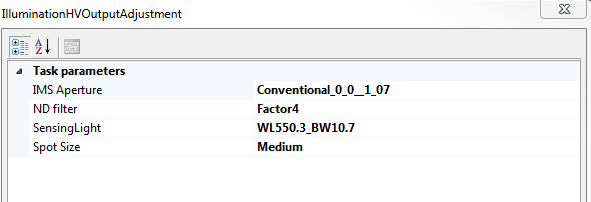 IlluminationHVOutputAdjustment
Task parameters
IMS Aperture Conventional_0_0__1_07
ND filter Factor4
SensingLight WL550.3_BW10.7
Spot Size Medium